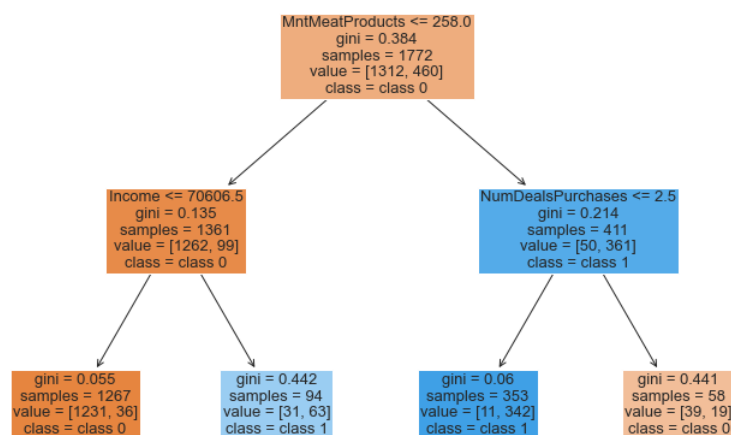 MntMeatProducts <= 258.0
gini = 0.384
samples = 1772
value = [1312, 460]
class = class 0
Income <= 70606.5
gini = 0.135
samples = 1361
value = [1262, 99]
class = class 0
NumDealsPurchases <= 2.5
gini = 0.214
samples = 411
value = [50, 361]
class = class 1
gini = 0.055
samples = 1267
value = [1231, 36]
class = class 0
gini = 0.442
samples = 94
value = [31, 63]
class = class 1
gini = 0.06
samples = 353
value = [11, 342]
class = class 1
gini = 0.441
samples = 58
value = [39, 19]
class = class 0